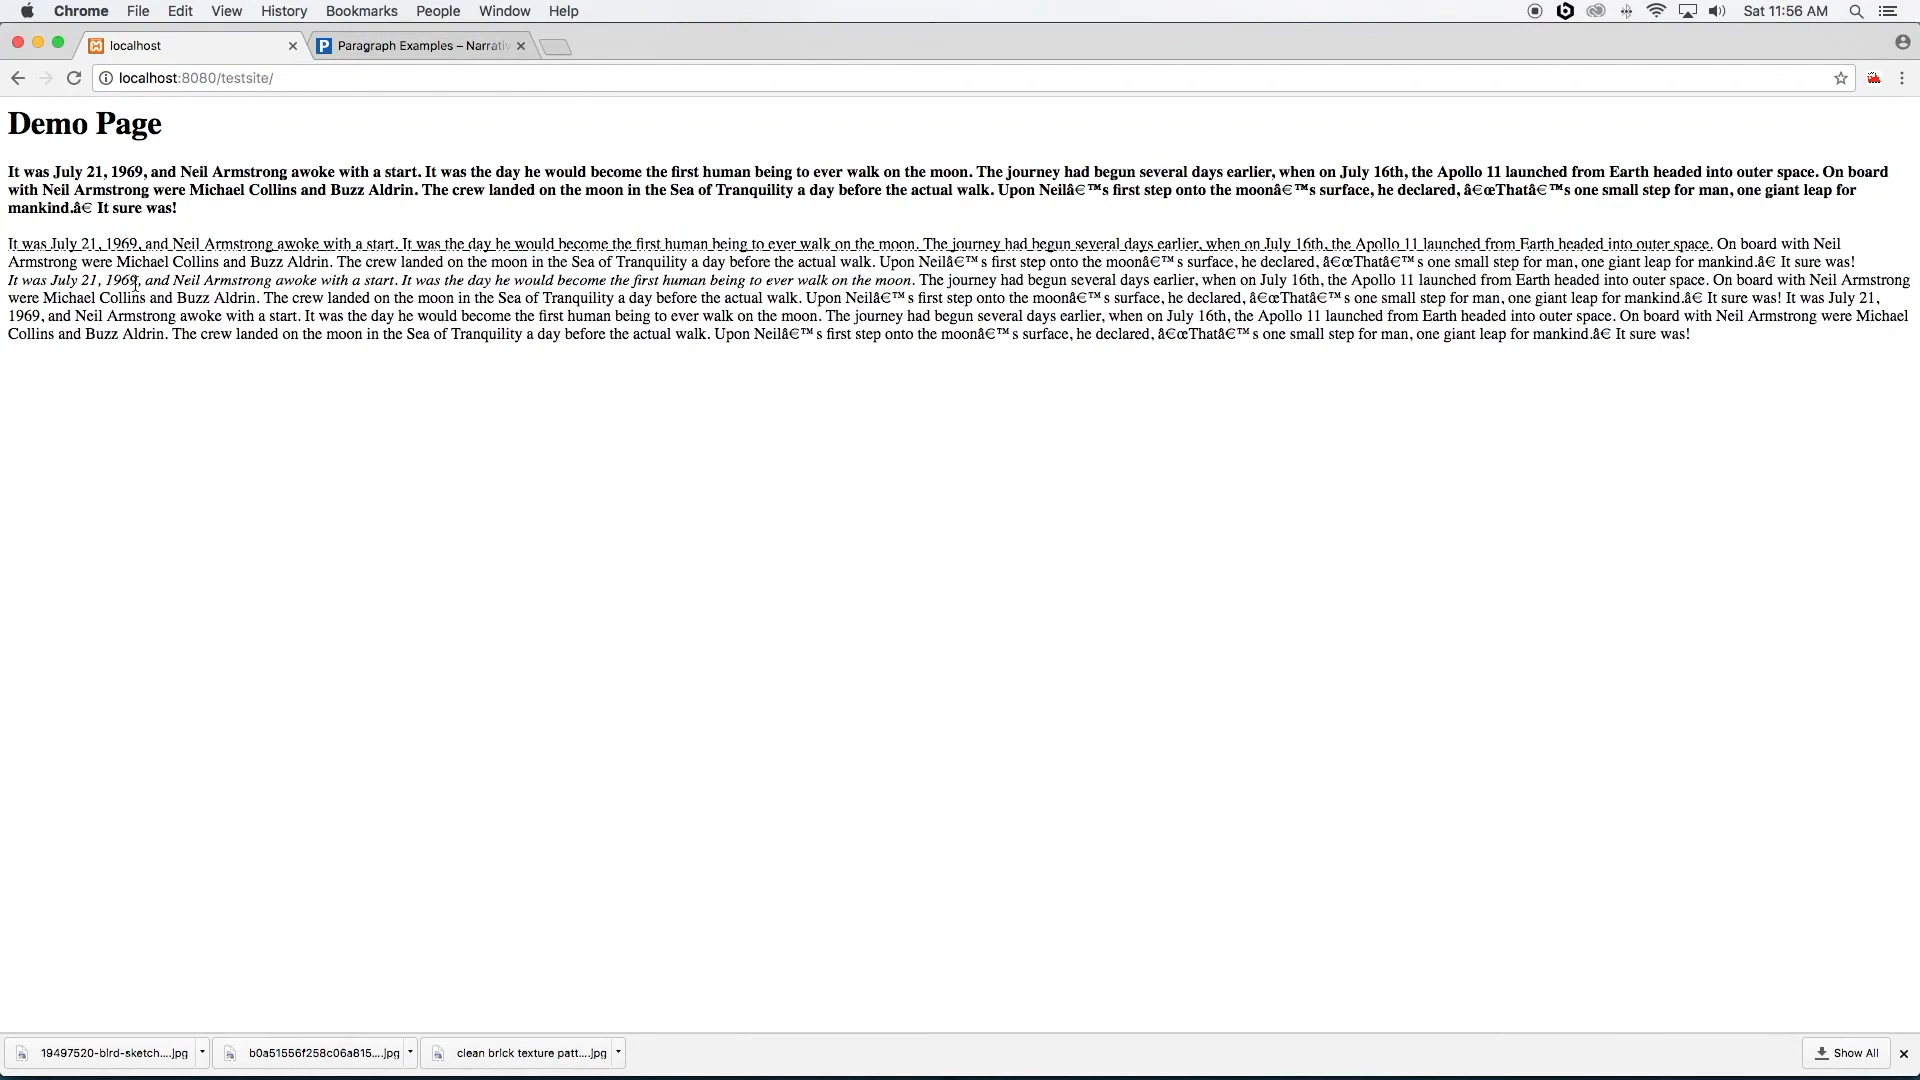 Chrome File Edit View History Bookmarks People Window Help Sat 11:56 AM
localhost Paragraph Examples – Narrativ
localhost:8080/testsite/
Demo Page
It was July 21, 1969, and Neil Armstrong awoke with a start. It was the day he would become the first human being to ever walk on the moon. The journey had begun several days earlier, when on July 16th, the Apollo 11 launched from Earth headed into outer space. On board
with Neil Armstrong were Michael Collins and Buzz Aldrin. The crew landed on the moon in the Sea of Tranquility a day before the actual walk. Upon Neilâ€™s first step onto the moonâ€™s surface, he declared, â€œThatâ€™s one small step for man, one giant leap for
mankind.â€ It sure was!
It was July 21, 1969, and Neil Armstrong awoke with a start. It was the day he would become the first human being to ever walk on the moon. The journey had begun several days earlier, when on July 16th, the Apollo 11 launched from Earth headed into outer space. On board with Neil
Armstrong were Michael Collins and Buzz Aldrin. The crew landed on the moon in the Sea of Tranquility a day before the actual walk. Upon Neilâ€™s first step onto the moonâ€™s surface, he declared, â€œThatâ€™s one small step for man, one giant leap for mankind.â€ It sure was!
It was July 21, 1969, and Neil Armstrong awoke with a start. It was the day he would become the first human being to ever walk on the moon. The journey had begun several days earlier, when on July 16th, the Apollo 11 launched from Earth headed into outer space. On board with Neil Armstrong
were Michael Collins and Buzz Aldrin. The crew landed on the moon in the Sea of Tranquility a day before the actual walk. Upon Neilâ€™s first step onto the moonâ€™s surface, he declared, â€œThatâ€™s one small step for man, one giant leap for mankind.â€ It sure was! It was July 21,
1969, and Neil Armstrong awoke with a start. It was the day he would become the first human being to ever walk on the moon. The journey had begun several days earlier, when on July 16th, the Apollo 11 launched from Earth headed into outer space. On board with Neil Armstrong were Michael
Collins and Buzz Aldrin. The crew landed on the moon in the Sea of Tranquility a day before the actual walk. Upon Neilâ€™s first step onto the moonâ€™s surface, he declared, â€œThatâ€™s one small step for man, one giant leap for mankind.â€ It sure was!
19497520-bird-sketch....jpg b0a51556f258c06a815....jpg clean brick texture patt....jpg Show All